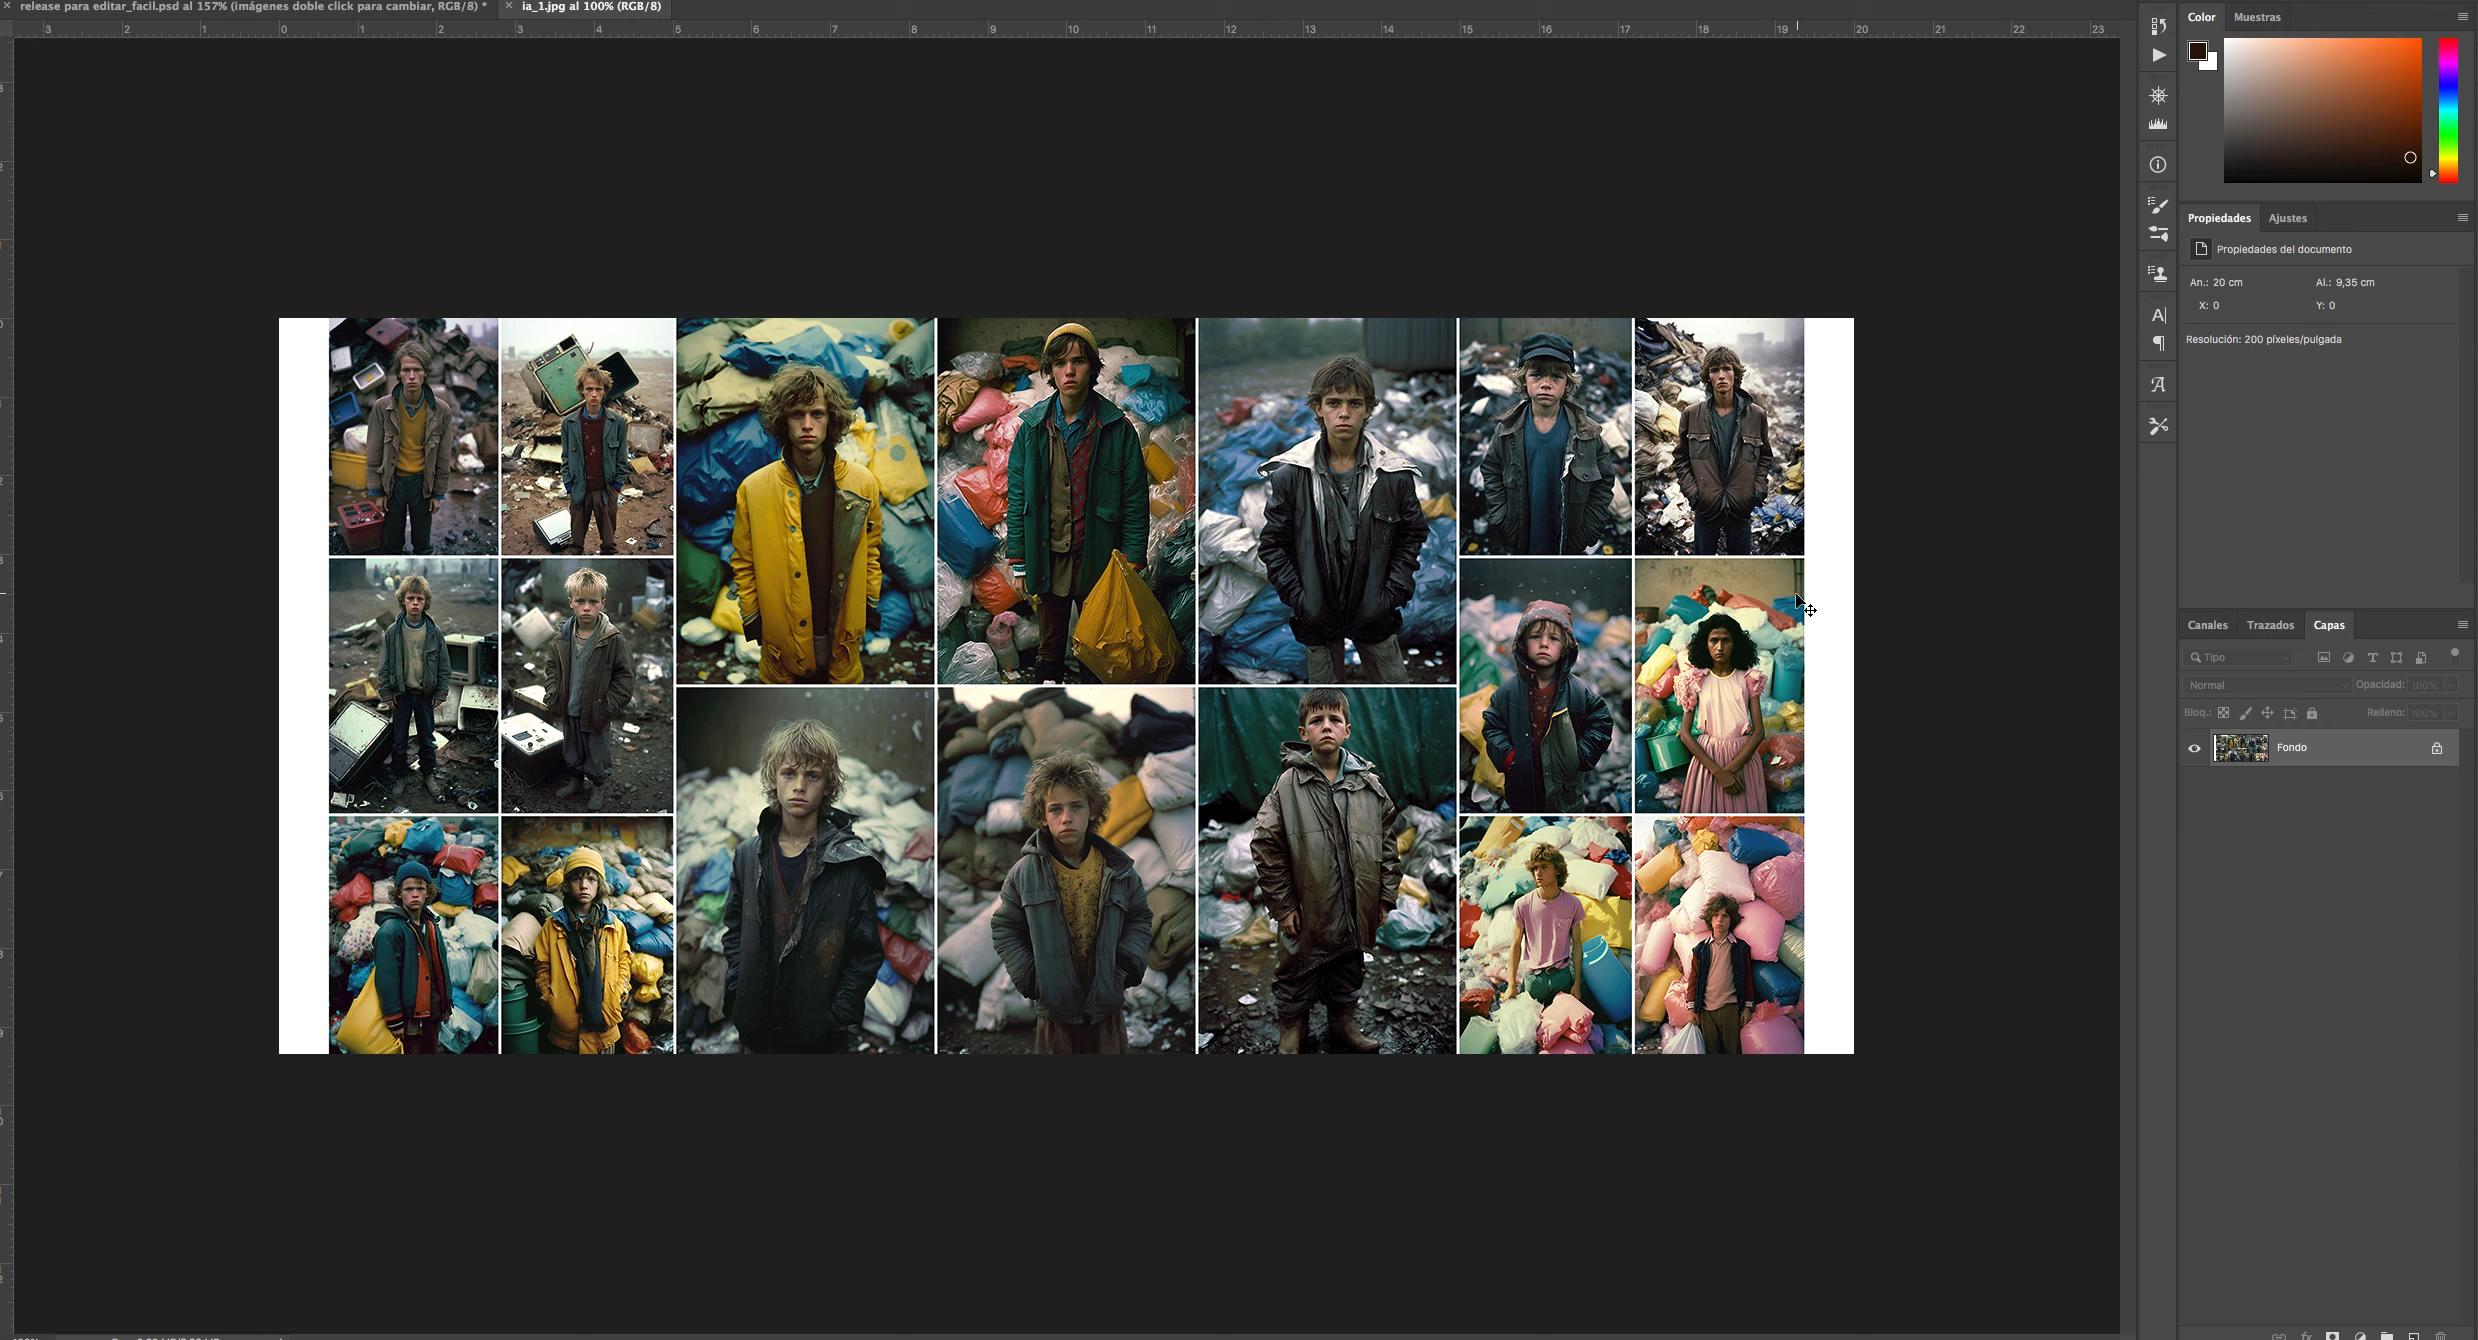 release para editar_facil.psd al 157% (imágenes doble click para cambiar, RGB/8) *
ia_1.jpg al 100% (RGB/8)
3 2 1 0 1 2 3 4 5 6 7 8 9 10 11 12 13 14 15 16 17 18 19 20 21 22 23
Color Muestras
Propiedades Ajustes
Propiedades del documento
An.: 20 cm Al.: 9,35 cm
X: 0 Y: 0
Resolución: 200 píxeles/pulgada
Canales Trazados Capas
Tipo
Normal Opacidad: 100%
Bloq.: Relleno: 100%
Fondo